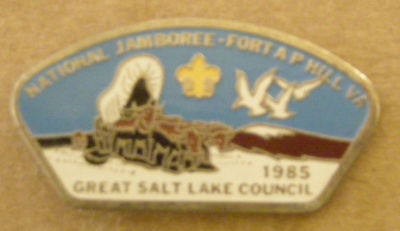 NATIONAL JAMBOREE - FORT A P HILL VA
1985
GREAT SALT LAKE COUNCIL